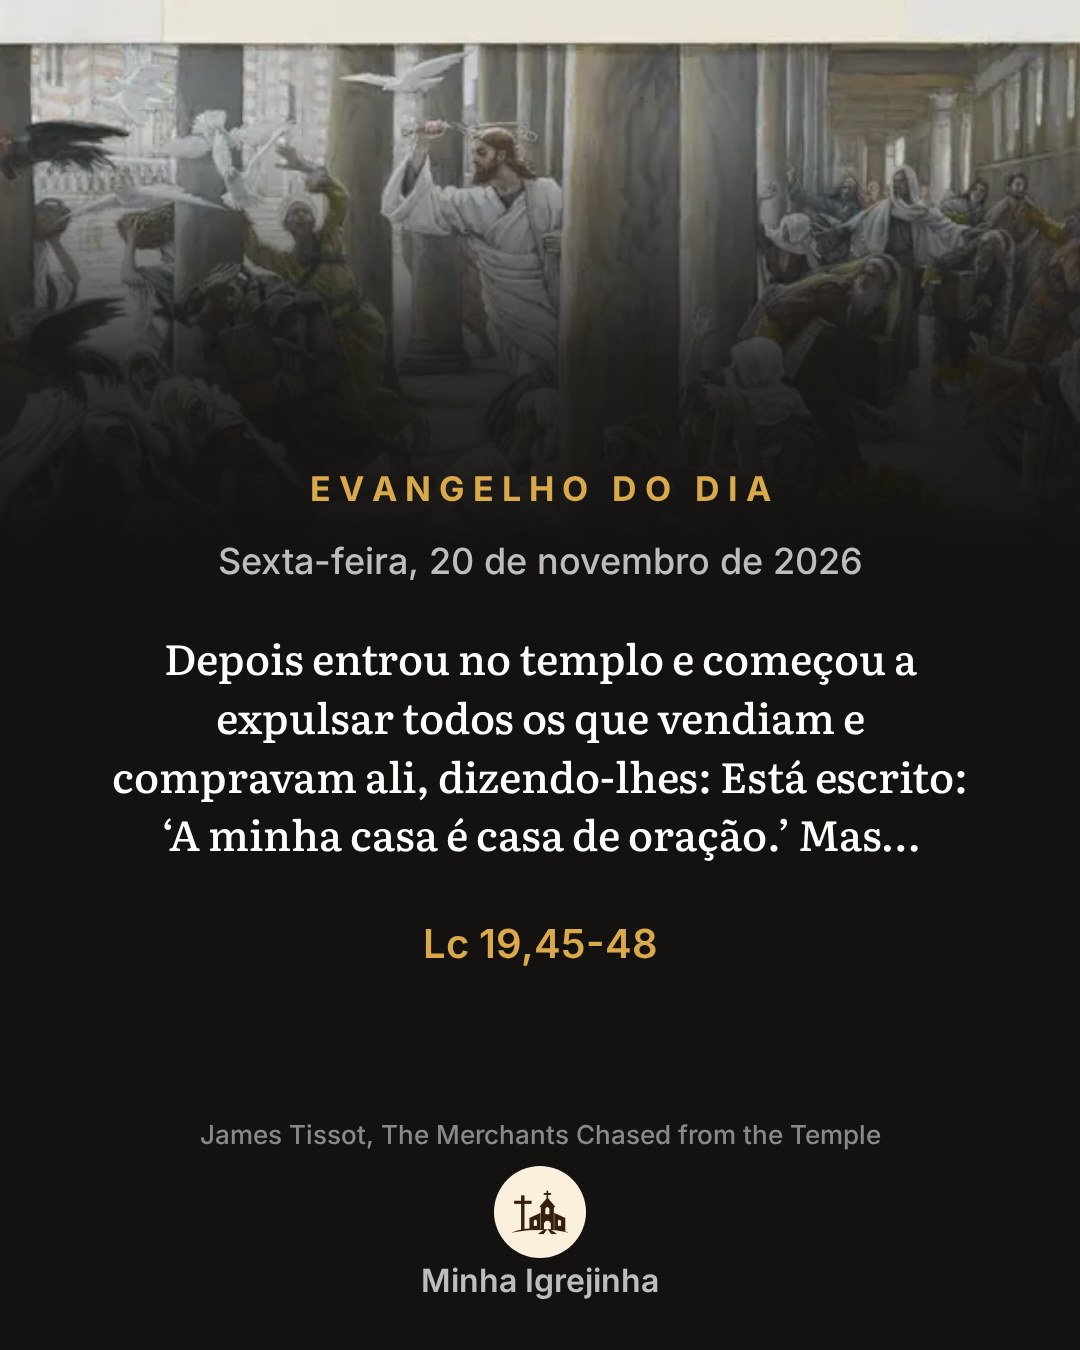 EVANGELHO DO DIA
Sexta-feira, 20 de novembro de 2026
Depois entrou no templo e começou a
expulsar todos os que vendiam e
compravam ali, dizendo-lhes: Está escrito:
‘A minha casa é casa de oração.’ Mas...
Lc 19,45-48
James Tissot, The Merchants Chased from the Temple
Minha Igrejinha